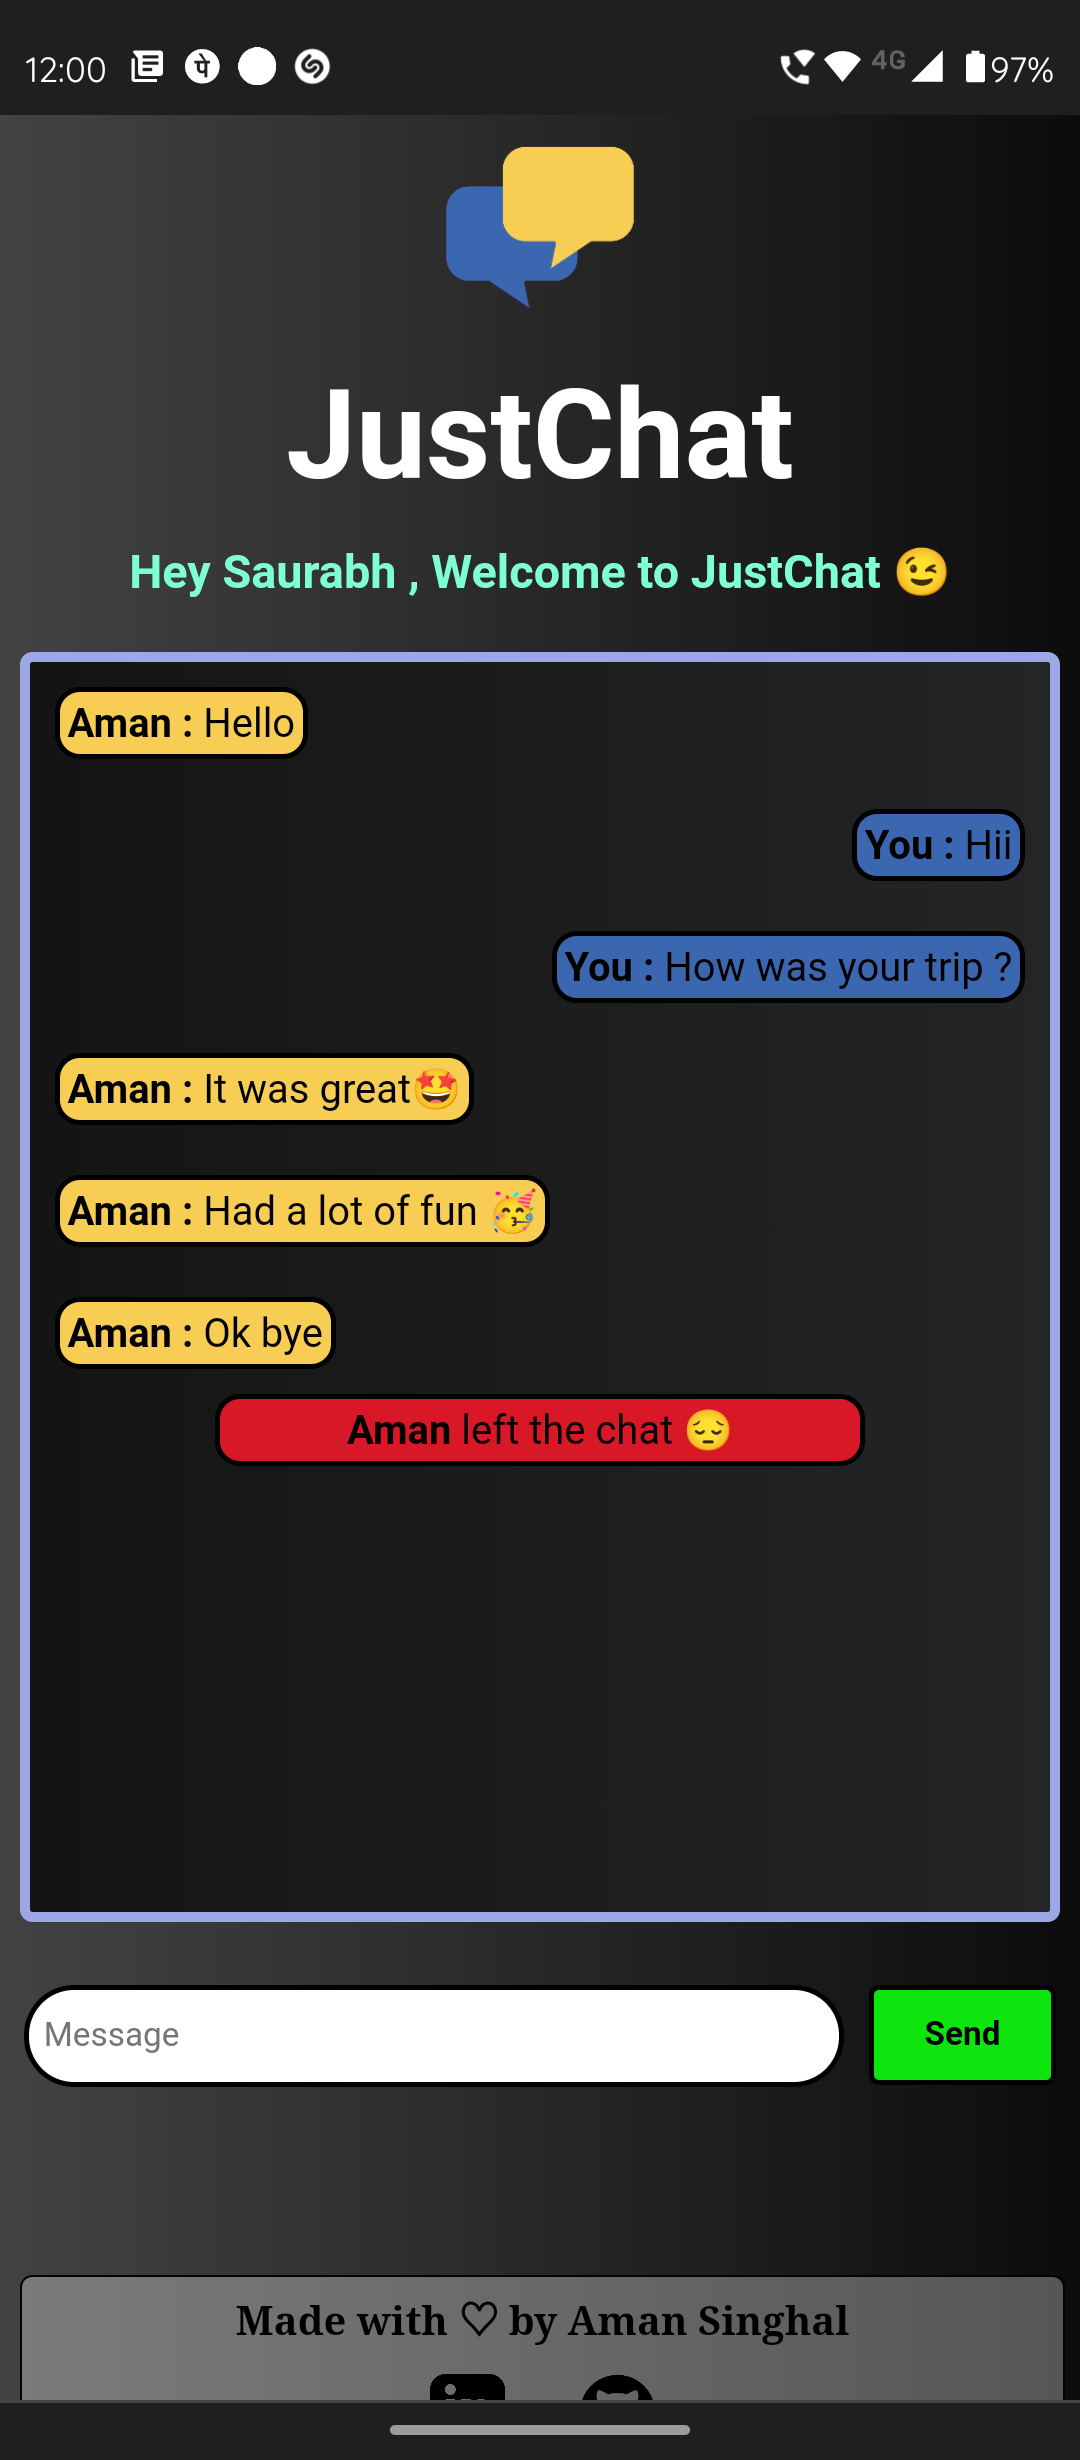 12:00 पे 4G 97%
JustChat
Hey Saurabh , Welcome to JustChat 😉
Aman : Hello
You : Hii
You : How was your trip ?
Aman : It was great🤩
Aman : Had a lot of fun 🥳
Aman : Ok bye
Aman left the chat 😔
Message
Send
Made with ♡ by Aman Singhal
in